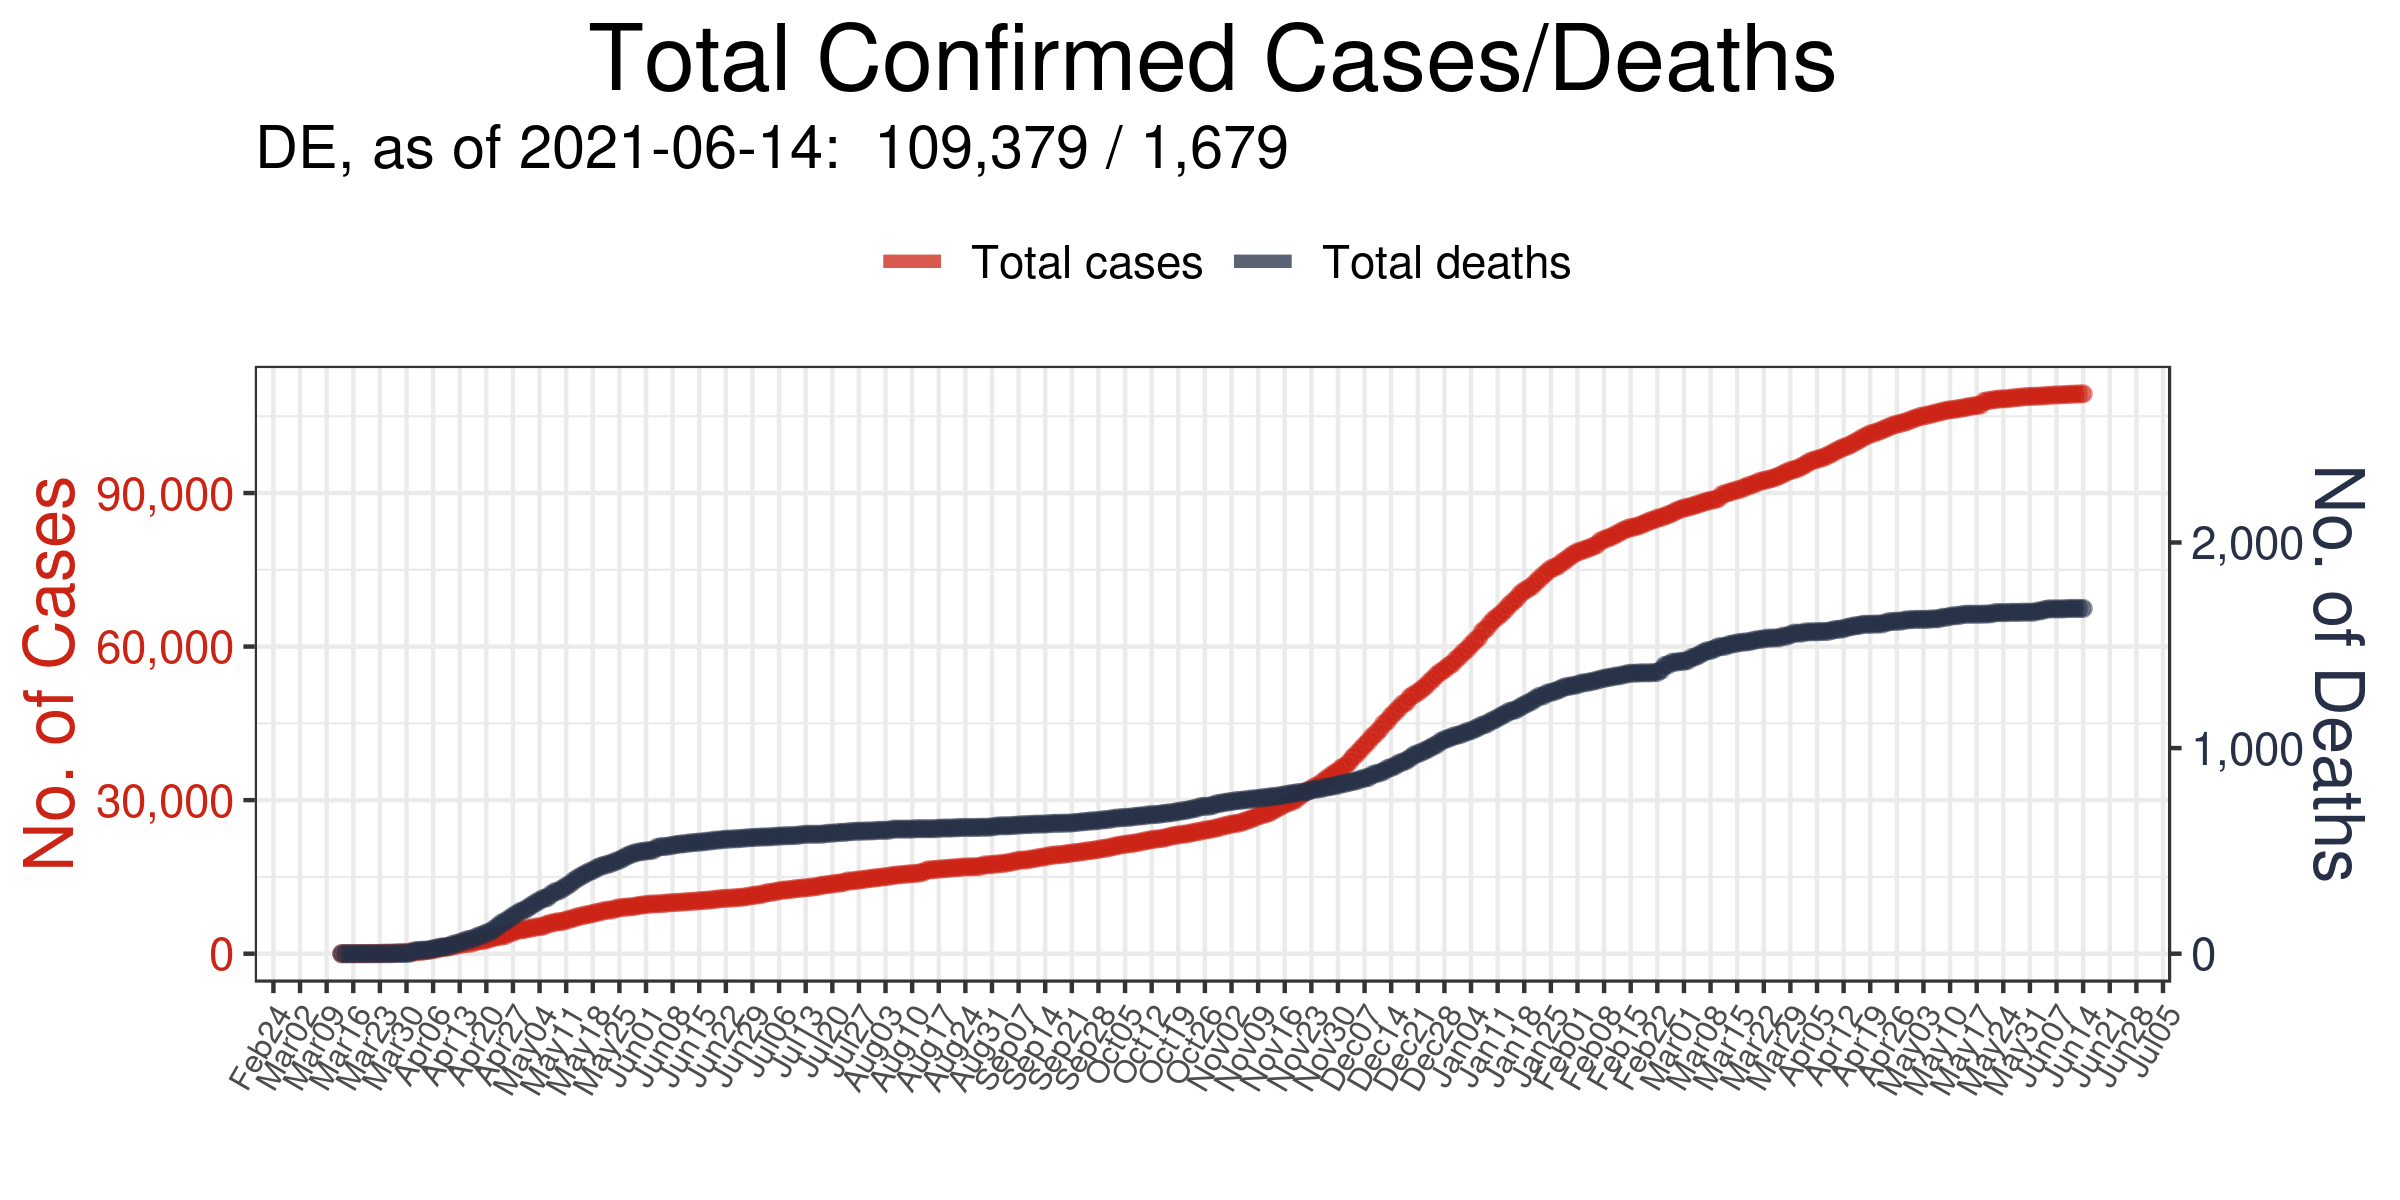 Total Confirmed Cases/Deaths
DE, as of 2021-06-14:  109,379 / 1,679
Total cases
Total deaths
No. of Cases
90,000
60,000
30,000
0
2,000
1,000
0
No. of Deaths
Feb24
Mar02
Mar09
Mar16
Mar23
Mar30
Apr06
Apr13
Apr20
Apr27
May04
May11
May18
May25
Jun01
Jun08
Jun15
Jun22
Jun29
Jul06
Jul13
Jul20
Jul27
Aug03
Aug10
Aug17
Aug24
Aug31
Sep07
Sep14
Sep21
Sep28
Oct05
Oct12
Oct19
Oct26
Nov02
Nov09
Nov16
Nov23
Nov30
Dec07
Dec14
Dec21
Dec28
Jan04
Jan11
Jan18
Jan25
Feb01
Feb08
Feb15
Feb22
Mar01
Mar08
Mar15
Mar22
Mar29
Apr05
Apr12
Apr19
Apr26
May03
May10
May17
May24
May31
Jun07
Jun14
Jun21
Jun28
Jul05